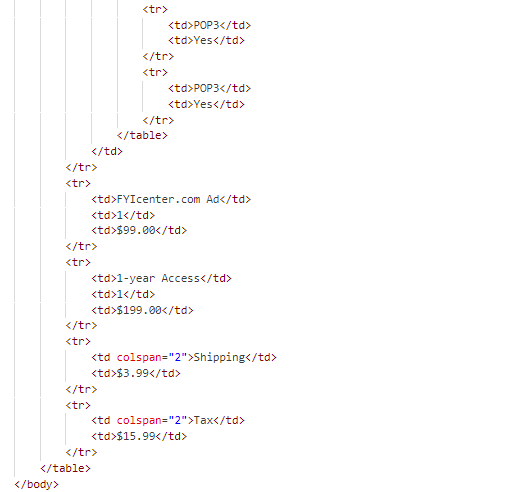 <tr>
<td>POP3</td>
<td>Yes</td>
</tr>
<tr>
<td>POP3</td>
<td>Yes</td>
</tr>
</table>
</td>
</tr>
<tr>
<td>FYIcenter.com Ad</td>
<td>1</td>
<td>$99.00</td>
</tr>
<tr>
<td>1-year Access</td>
<td>1</td>
<td>$199.00</td>
</tr>
<tr>
<td colspan="2">Shipping</td>
<td>$3.99</td>
</tr>
<tr>
<td colspan="2">Tax</td>
<td>$15.99</td>
</tr>
</table>
</body>